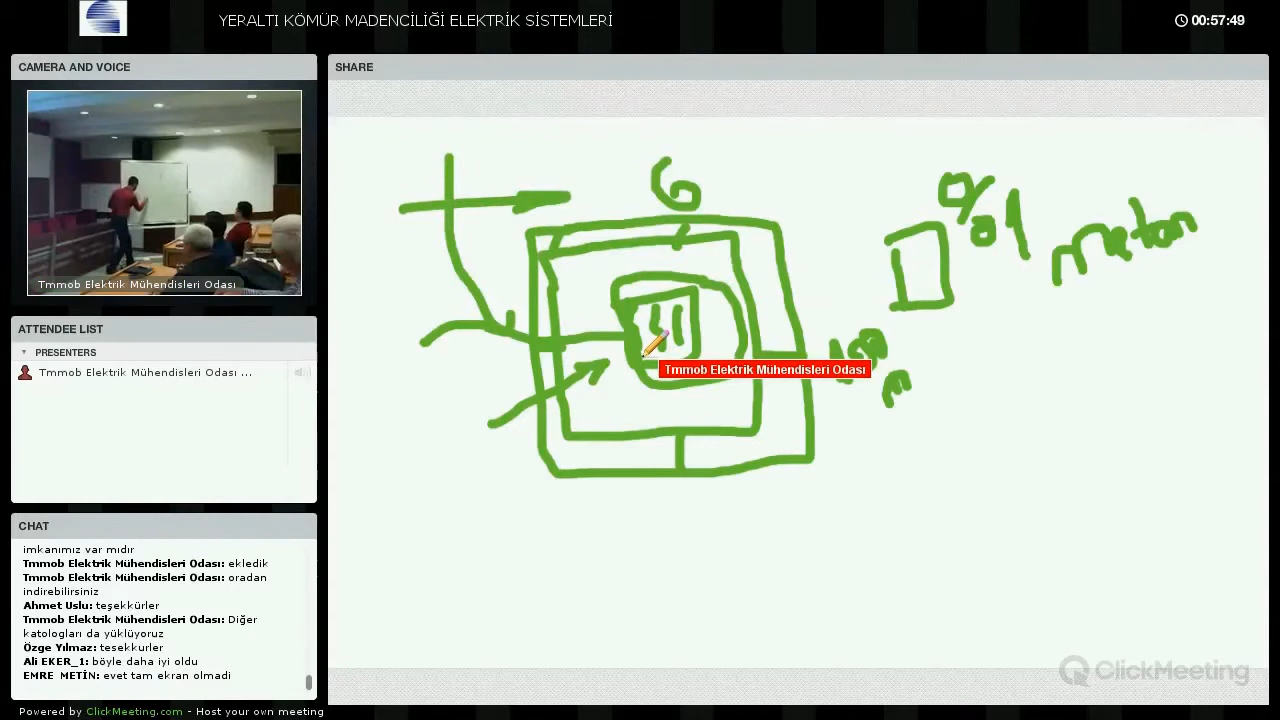 YERALTI KÖMÜR MADENCİLİĞİ ELEKTRİK SİSTEMLERİ
00:57:49
CAMERA AND VOICE
SHARE
Tmmob Elektrik Mühendisleri Odası
ATTENDEE LIST
PRESENTERS
Tmmob Elektrik Mühendisleri Odası ...
CHAT
imkanımız var mıdır
Tmmob Elektrik Mühendisleri Odası: ekledik
Tmmob Elektrik Mühendisleri Odası: oradan
indirebilirsiniz
Ahmet Uslu: teşekkürler
Tmmob Elektrik Mühendisleri Odası: Diğer
katologları da yüklüyoruz
Özge Yılmaz: tesekkurler
Ali EKER_1: böyle daha iyi oldu
EMRE METİN: evet tam ekran olmadi
Powered by ClickMeeting.com - Host your own meeting
6
%1 metan
Tmmob Elektrik Mühendisleri Odası
m
ClickMeeting